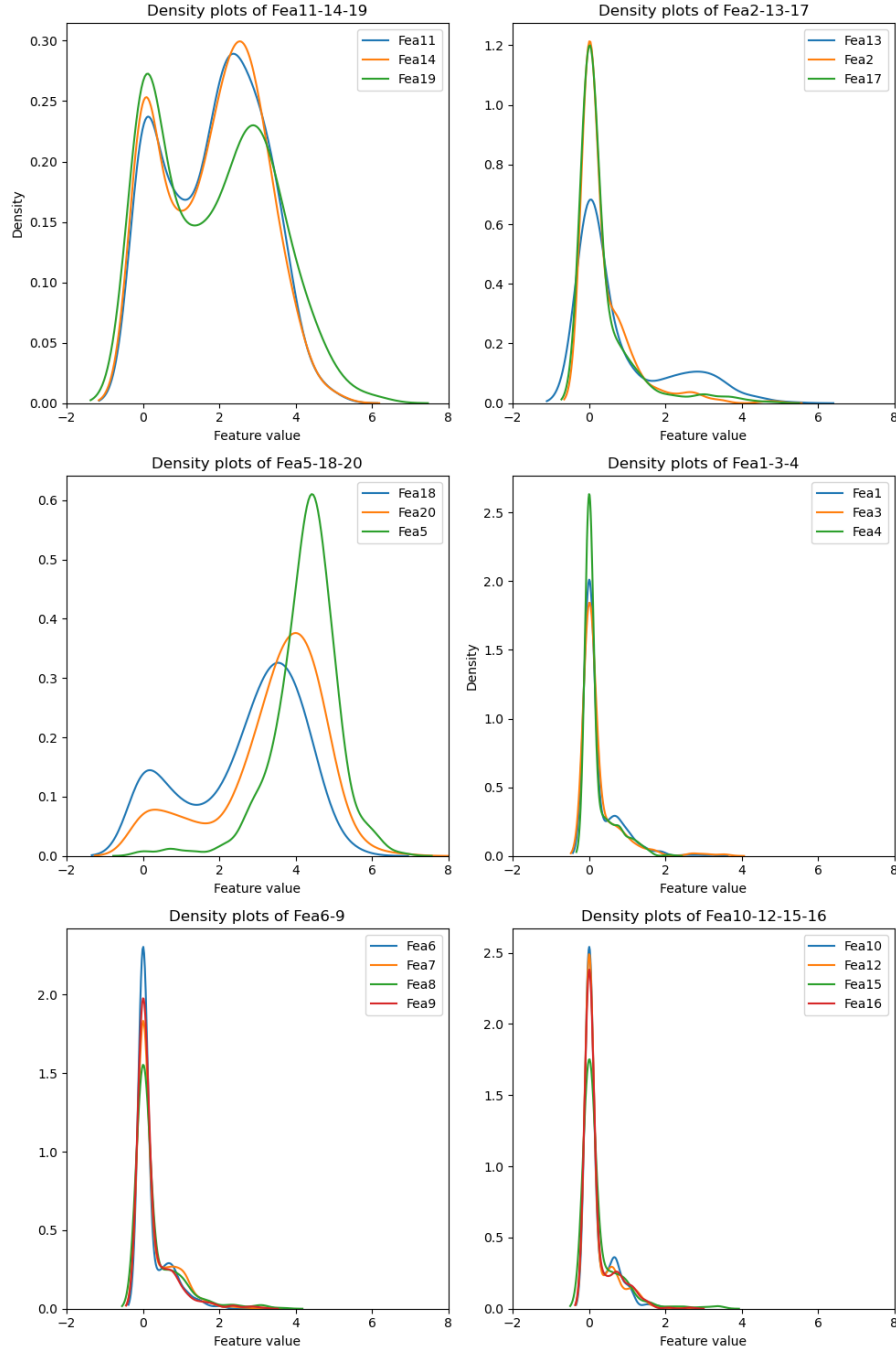 Density plots of Fea11-14-19
Fea11
Fea14
Fea19
Density
0.30
0.25
0.20
0.15
0.10
0.05
0.00
−2 0 2 4 6 8
Feature value
Density plots of Fea2-13-17
Fea13
Fea2
Fea17
1.2
1.0
0.8
0.6
0.4
0.2
0.0
−2 0 2 4 6 8
Feature value
Density plots of Fea5-18-20
Fea18
Fea20
Fea5
0.6
0.5
0.4
0.3
0.2
0.1
0.0
−2 0 2 4 6 8
Feature value
Density plots of Fea1-3-4
Fea1
Fea3
Fea4
Density
2.5
2.0
1.5
1.0
0.5
0.0
−2 0 2 4 6 8
Feature value
Density plots of Fea6-9
Fea6
Fea7
Fea8
Fea9
2.0
1.5
1.0
0.5
0.0
−2 0 2 4 6 8
Feature value
Density plots of Fea10-12-15-16
Fea10
Fea12
Fea15
Fea16
2.5
2.0
1.5
1.0
0.5
0.0
−2 0 2 4 6 8
Feature value